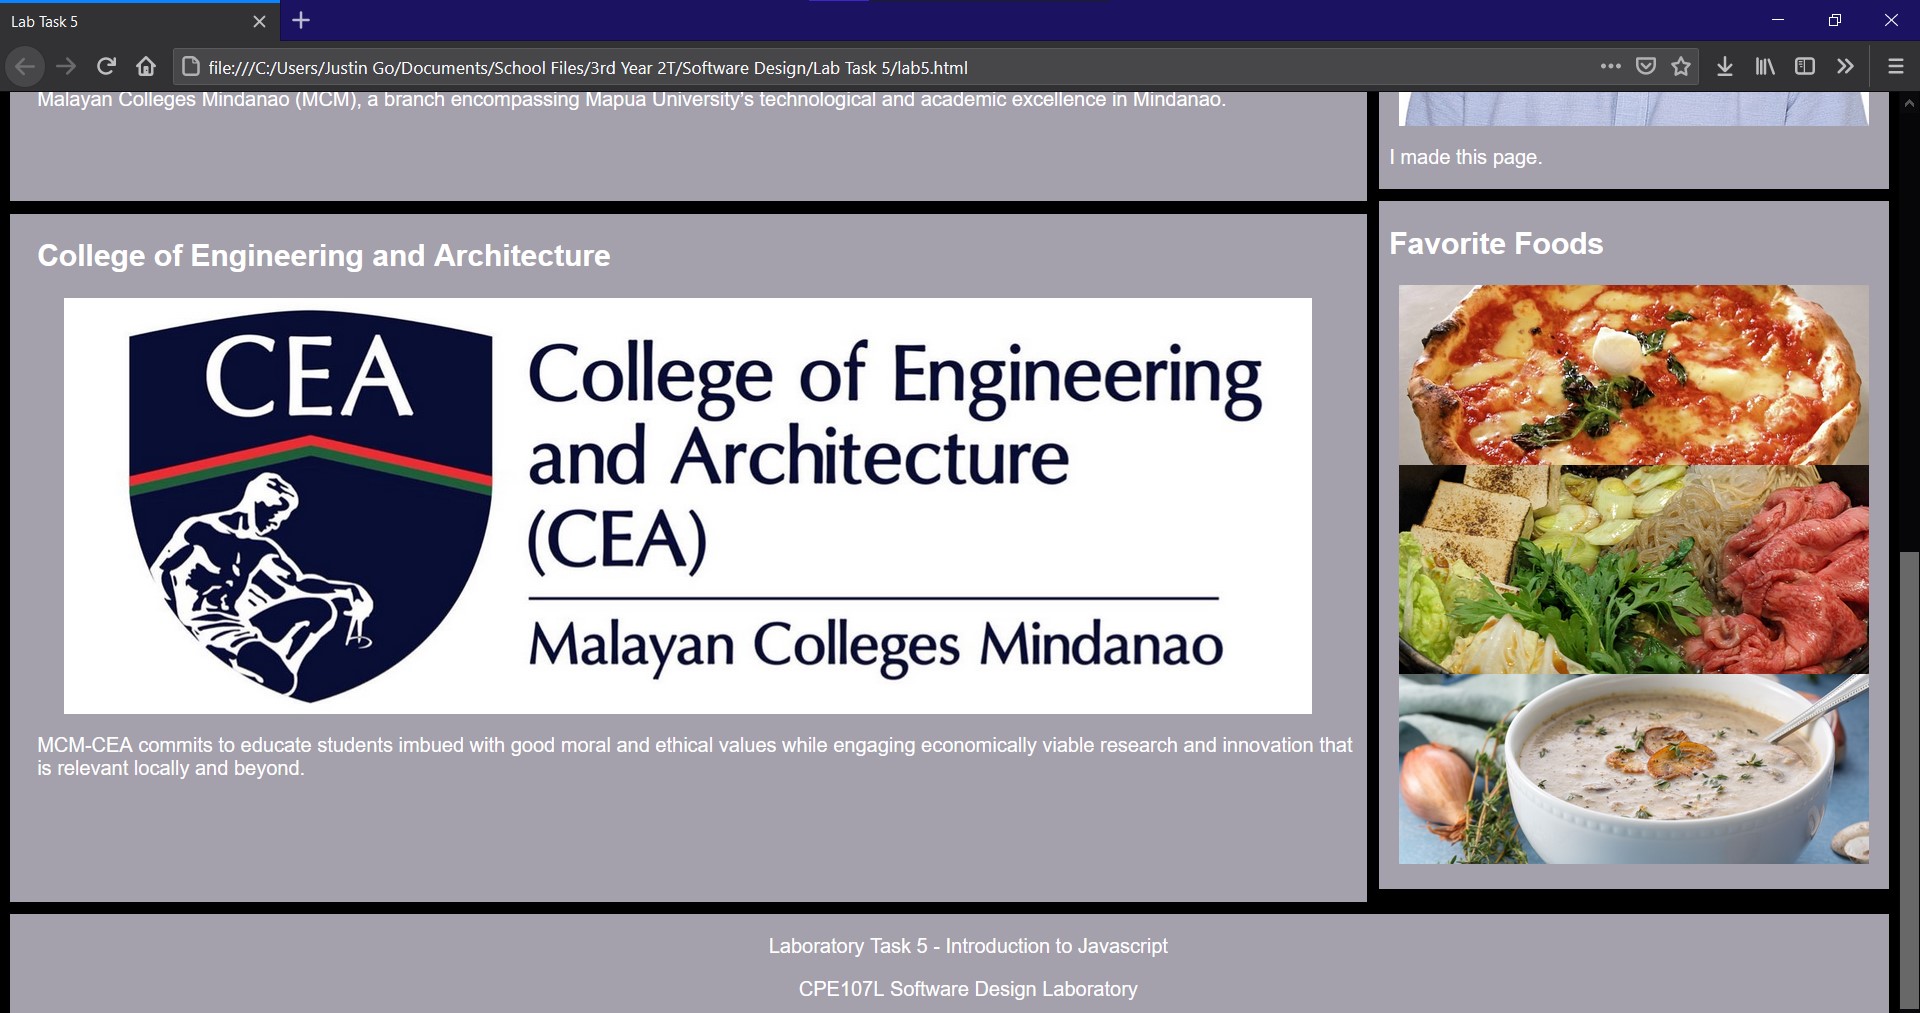 Lab Task 5
file:///C:/Users/Justin Go/Documents/School Files/3rd Year 2T/Software Design/Lab Task 5/lab5.html
Malayan Colleges Mindanao (MCM), a branch encompassing Mapua University's technological and academic excellence in Mindanao.
I made this page.
College of Engineering and Architecture
CEA
College of Engineering
and Architecture
(CEA)
Malayan Colleges Mindanao
MCM-CEA commits to educate students imbued with good moral and ethical values while engaging economically viable research and innovation that
is relevant locally and beyond.
Favorite Foods
Laboratory Task 5 - Introduction to Javascript
CPE107L Software Design Laboratory